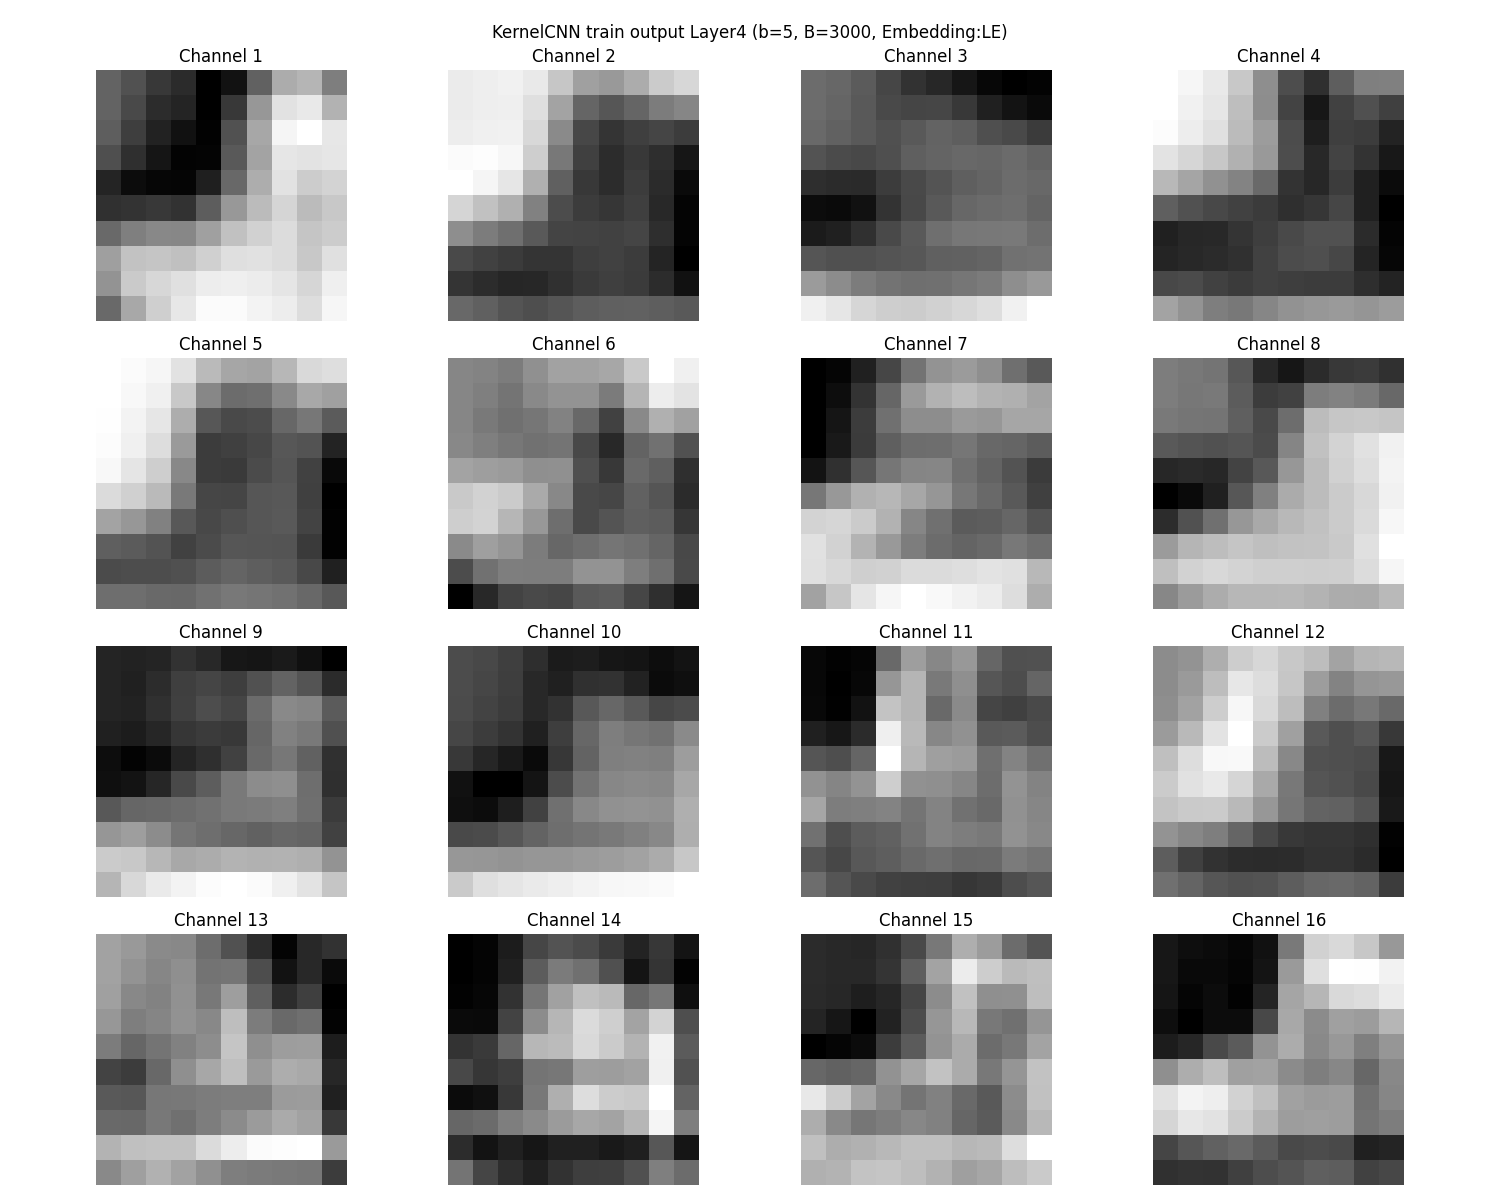 KernelCNN train output Layer4 (b=5, B=3000, Embedding:LE)
Channel 1 Channel 2 Channel 3 Channel 4
Channel 5 Channel 6 Channel 7 Channel 8
Channel 9 Channel 10 Channel 11 Channel 12
Channel 13 Channel 14 Channel 15 Channel 16